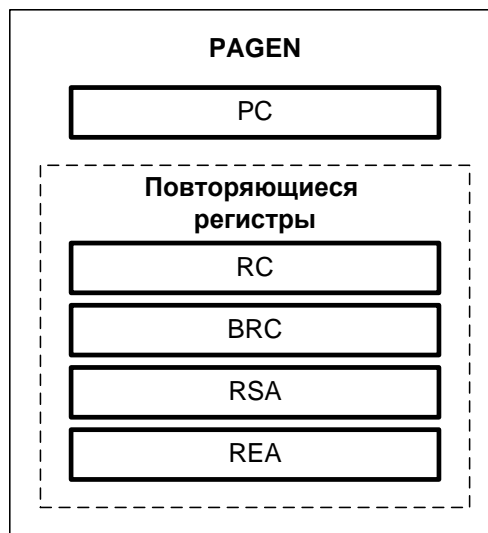 PAGEN
PC
Повторяющиеся
регистры
RC
BRC
RSA
REA